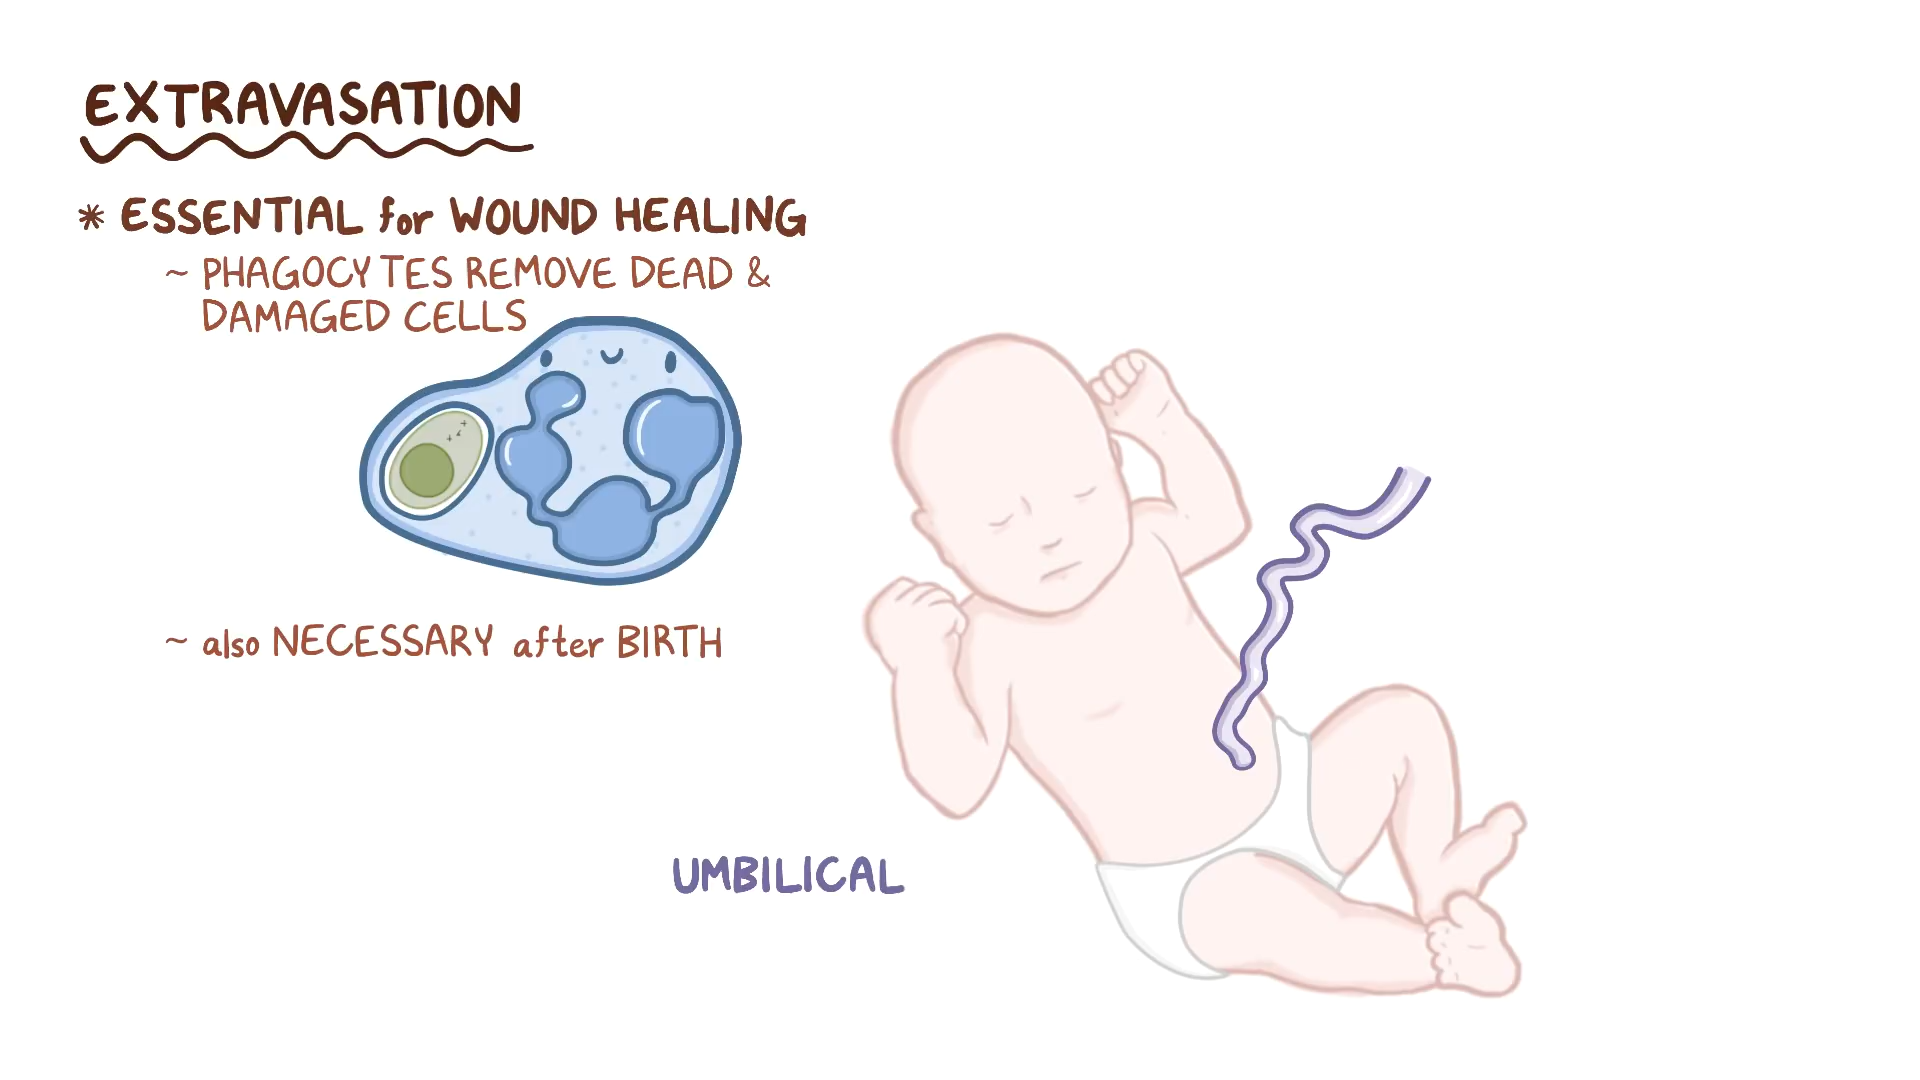 EXTRAVASATION
* ESSENTIAL for WOUND HEALING
~ PHAGOCYTES REMOVE DEAD &
DAMAGED CELLS
~ also NECESSARY after BIRTH
UMBILICAL